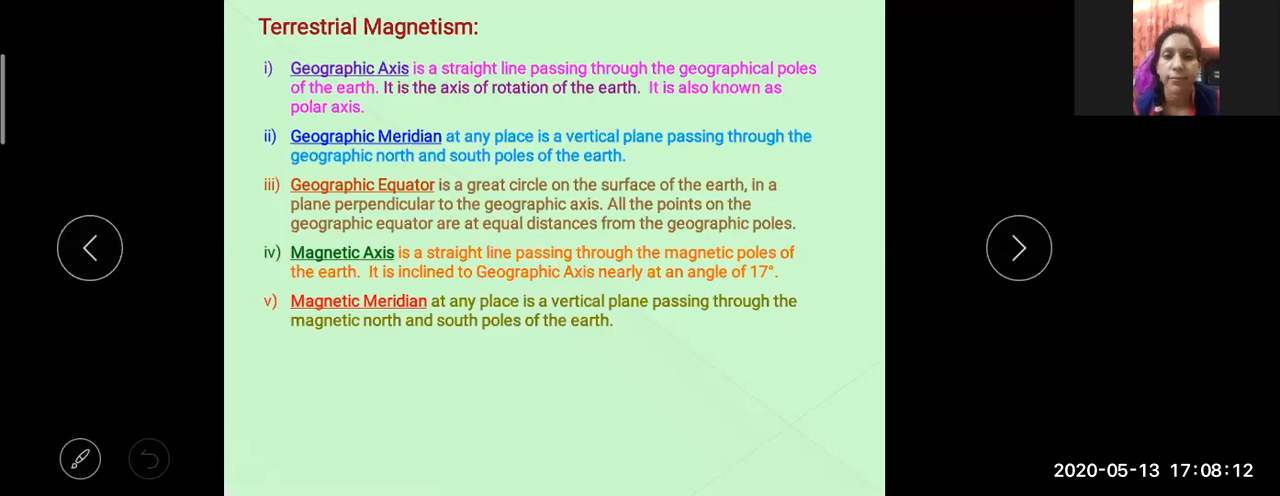 Terrestrial Magnetism:
i) Geographic Axis is a straight line passing through the geographical poles
of the earth. It is the axis of rotation of the earth. It is also known as
polar axis.
ii) Geographic Meridian at any place is a vertical plane passing through the
geographic north and south poles of the earth.
iii) Geographic Equator is a great circle on the surface of the earth, in a
plane perpendicular to the geographic axis. All the points on the
geographic equator are at equal distances from the geographic poles.
iv) Magnetic Axis is a straight line passing through the magnetic poles of
the earth. It is inclined to Geographic Axis nearly at an angle of 17°.
v) Magnetic Meridian at any place is a vertical plane passing through the
magnetic north and south poles of the earth.
2020-05-13 17:08:12